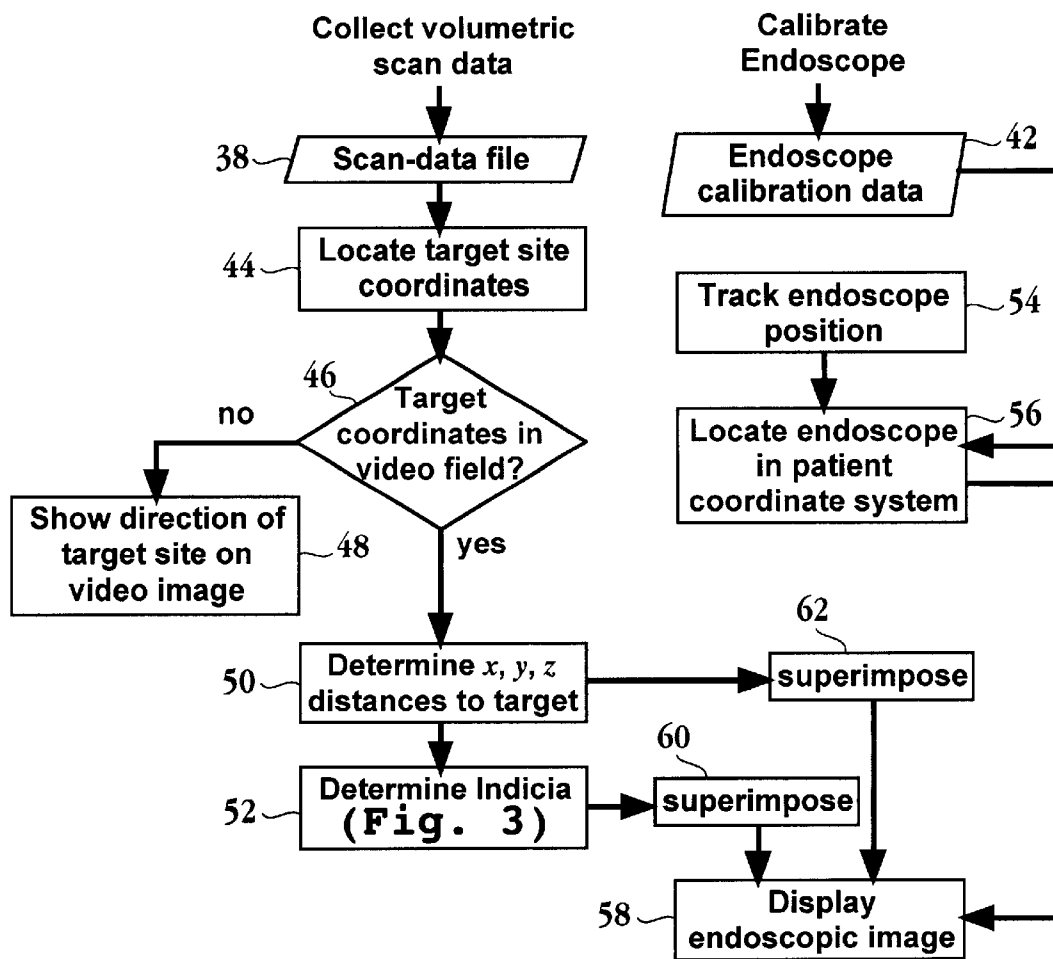 Collect volumetric
scan data
Calibrate
Endoscope
38
Scan-data file
42
Endoscope
calibration data
44
Locate target site
coordinates
54
Track endoscope
position
46
Target
coordinates in
video field?
no
yes
56
Locate endoscope
in patient
coordinate system
Show direction of
target site on
video image
48
62
superimpose
50
Determine x, y, z
distances to target
60
superimpose
52
Determine Indicia
(Fig. 3)
58
Display
endoscopic image